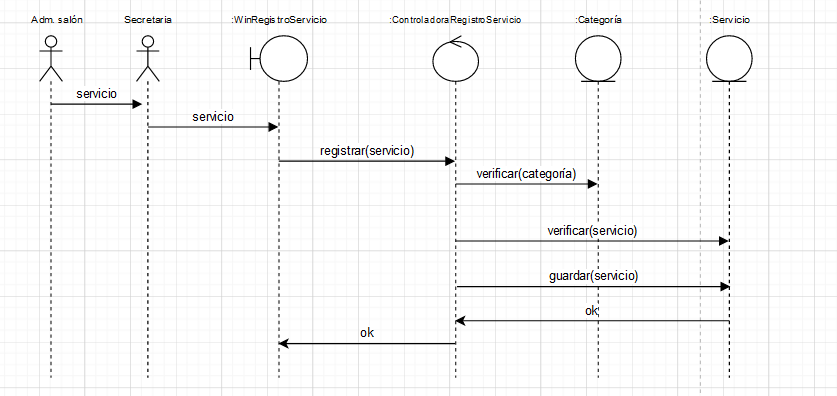 Adm. salón
Secretaria
:WinRegistroServicio
:ControladoraRegistroServicio
:Categoría
:Servicio
servicio
servicio
registrar(servicio)
verificar(categoría)
verificar(servicio)
guardar(servicio)
ok
ok